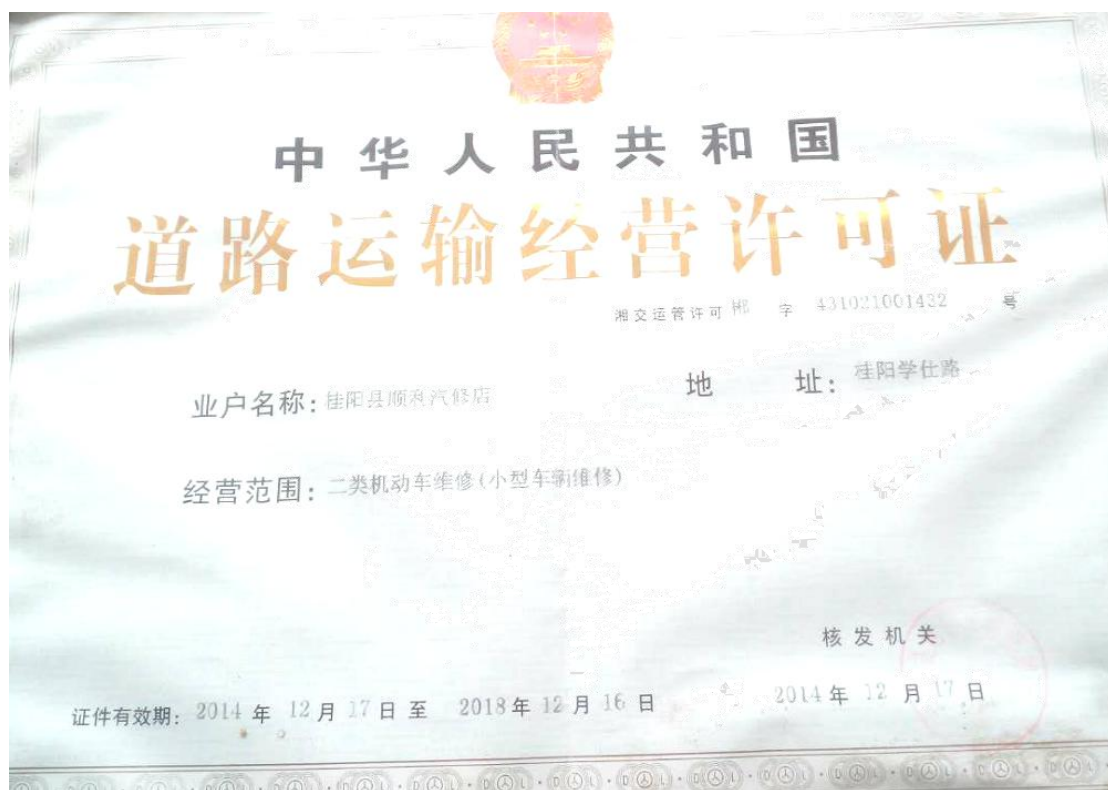 中华人民共和国
道路运输经营许可证
湘交运管许可 郴 字 431021001432 号
业户名称：桂阳县顺利汽修店
地 址：桂阳学仕路
经营范围：二类机动车维修(小型车辆维修)
核发机关
证件有效期：2014 年 12 月 17 日 至 2018 年 12 月 16 日
2014 年 12 月 17 日